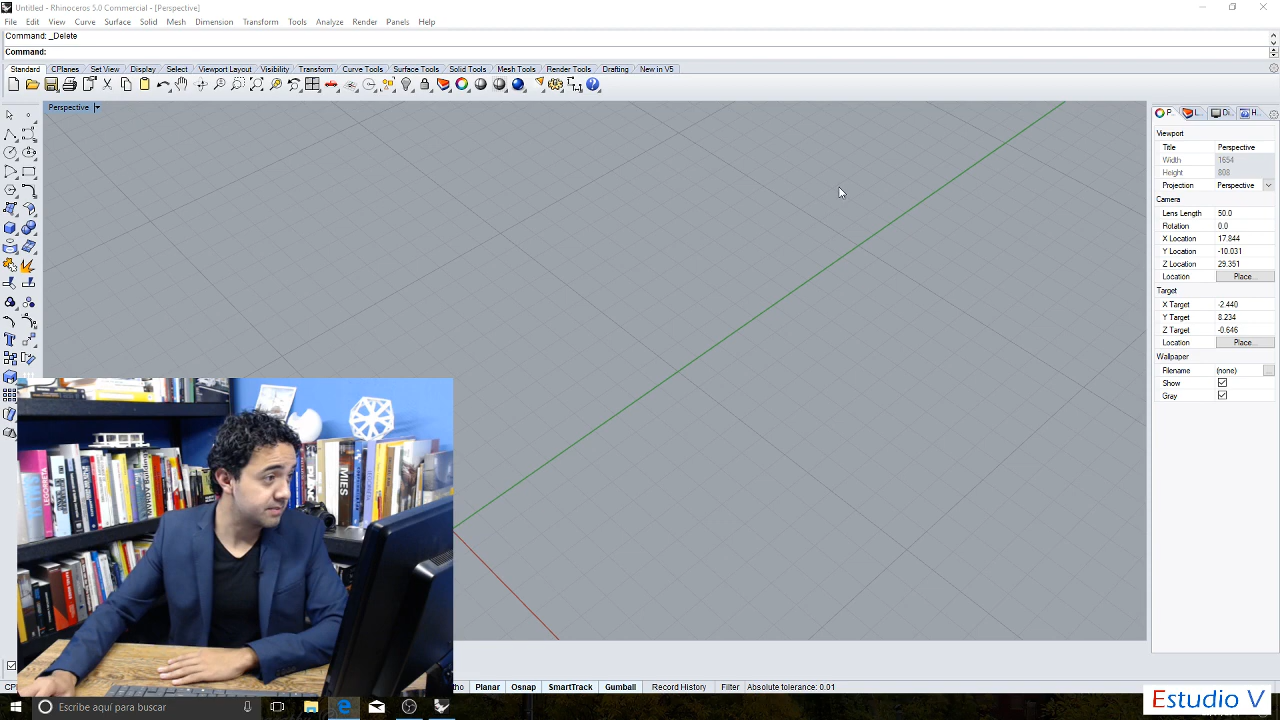 Untitled - Rhinoceros 5.0 Commercial - [Perspective]
File Edit View Curve Surface Solid Mesh Dimension Transform Tools Analyze Render Panels Help
Command: _Delete
Command:
Standard CPlanes Set View Display Select Viewport Layout Visibility Transform Curve Tools Surface Tools Solid Tools Mesh Tools Render Tools Drafting New in V5
Perspective
P... L... Di... H...
Viewport
Title Perspective
Width 1654
Height 808
Projection Perspective
Camera
Lens Length 50.0
Rotation 0.0
X Location 17.844
Y Location -10.031
Z Location 29.351
Location Place...
Target
X Target -2.440
Y Target 8.234
Z Target -0.646
Location Place...
Wallpaper
Filename (none) ...
Show
Gray
MIES
CP
tho Planar Osnap SmartTrack Gumball Record History Filter Absolute tolerance: 0.01
Escribe aquí para buscar
Estudio V